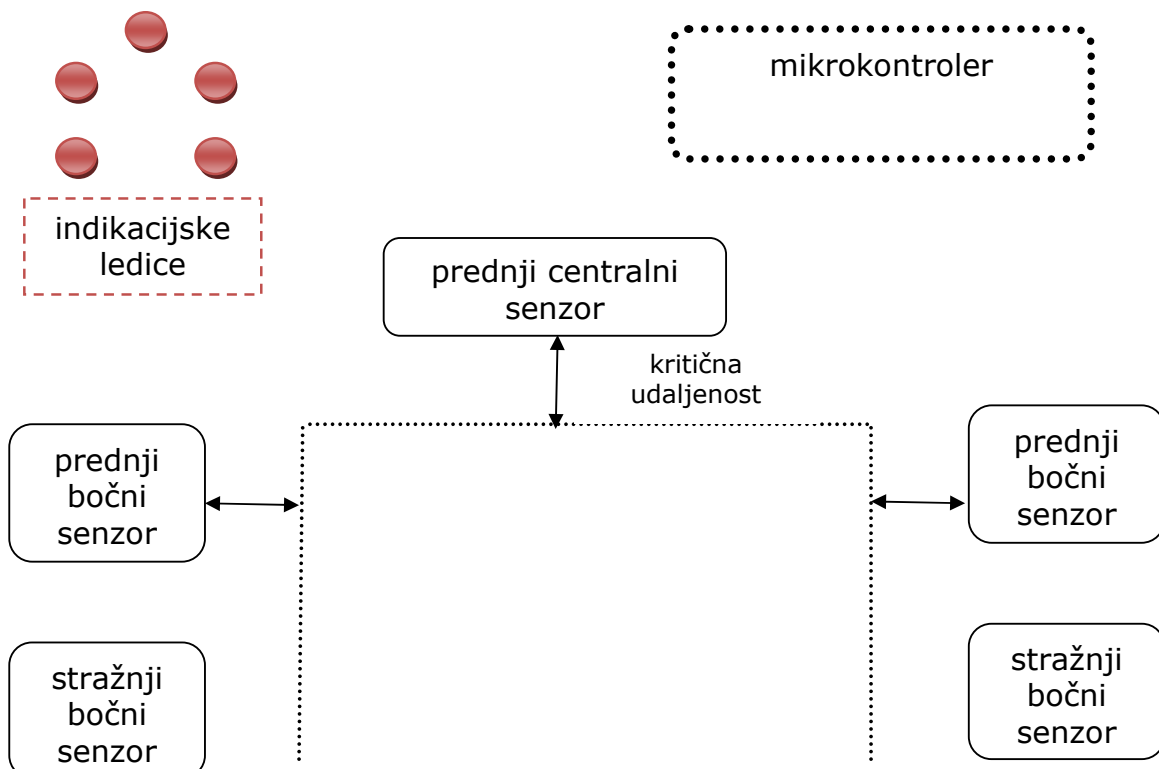 mikrokontroler
indikacijske
ledice
prednji centralni
senzor
kritična
udaljenost
prednji
bočni
senzor
prednji
bočni
senzor
stražnji
bočni
senzor
stražnji
bočni
senzor